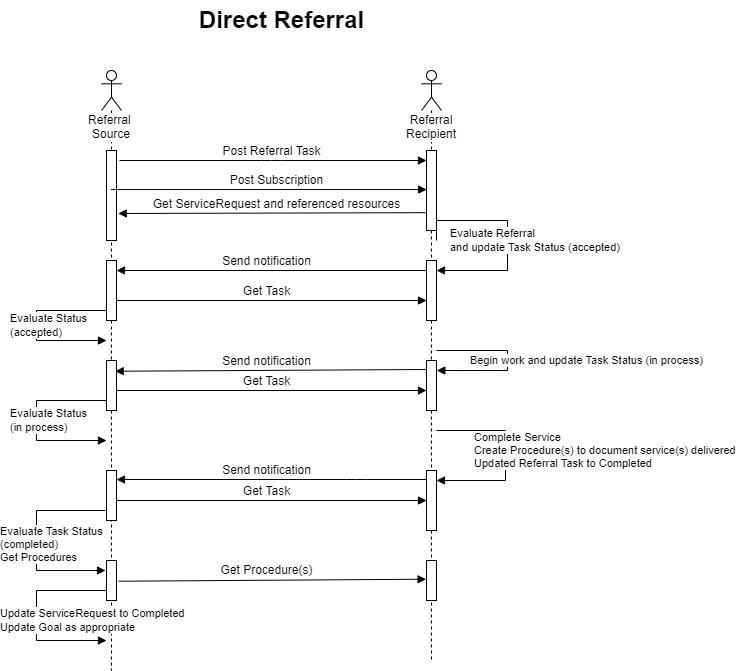 Direct Referral
Referral
Source
Referral
Recipient
Post Referral Task
Post Subscription
Get ServiceRequest and referenced resources
Evaluate Referral
and update Task Status (accepted)
Send notification
Get Task
Evaluate Status
(accepted)
Send notification
Begin work and update Task Status (in process)
Get Task
Evaluate Status
(in process)
Complete Service
Create Procedure(s) to document service(s) delivered
Updated Referral Task to Completed
Send notification
Get Task
Evaluate Task Status
(completed)
Get Procedures
Get Procedure(s)
Update ServiceRequest to Completed
Update Goal as appropriate